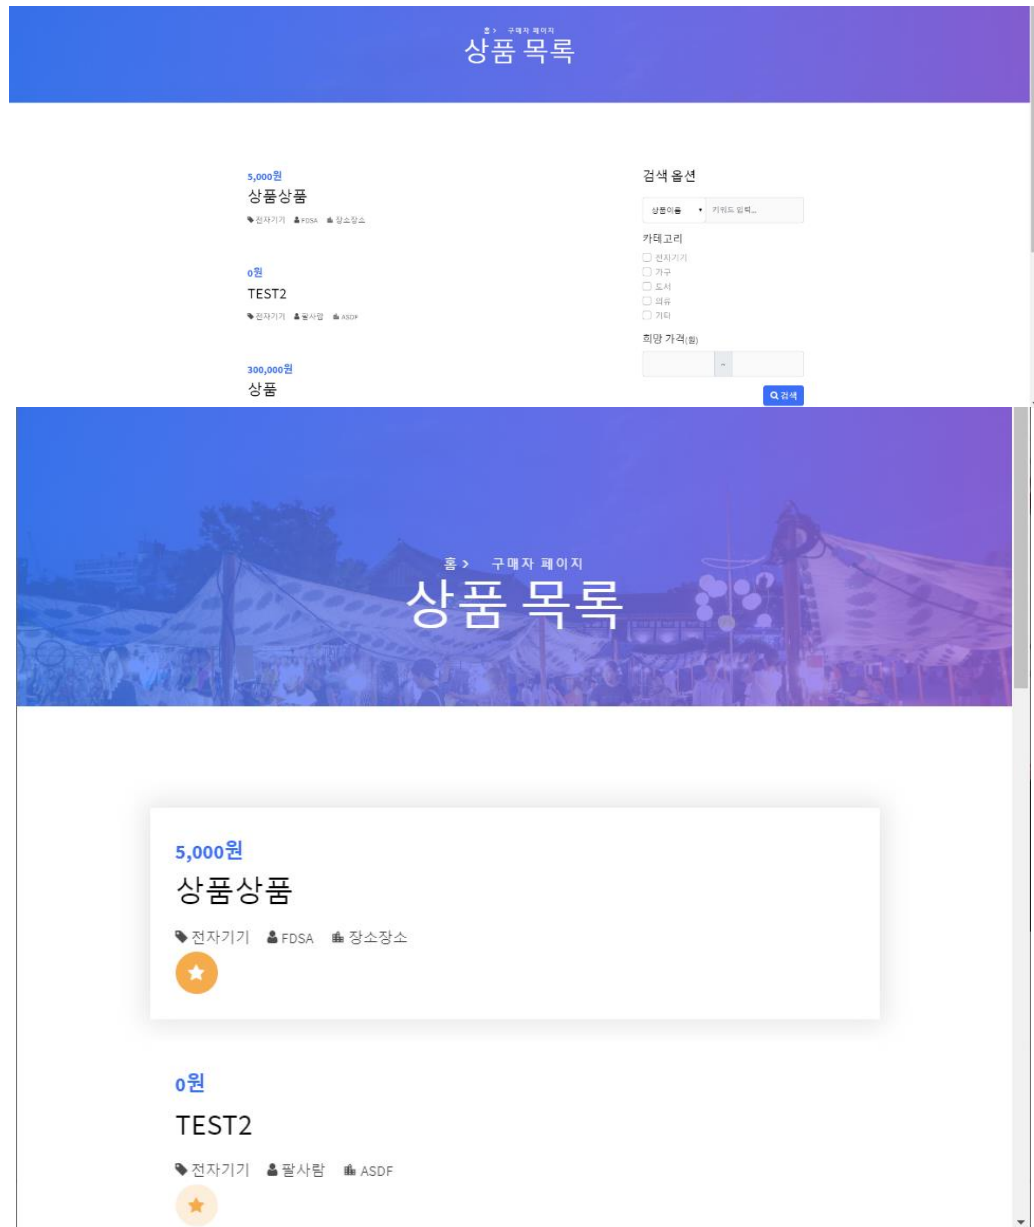 홈 > 구매자 페이지
상품 목록
5,000원
상품상품
전자기기 FDSA 장소장소
0원
TEST2
전자기기 팔사람 ASDF
300,000원
상품
검색 옵션
상품이름 키워드 입력...
카테고리
전자기기
가구
도서
의류
기타
희망 가격(원)
~
검색
홈 > 구매자 페이지
상품 목록
5,000원
상품상품
전자기기 FDSA 장소장소
0원
TEST2
전자기기 팔사람 ASDF